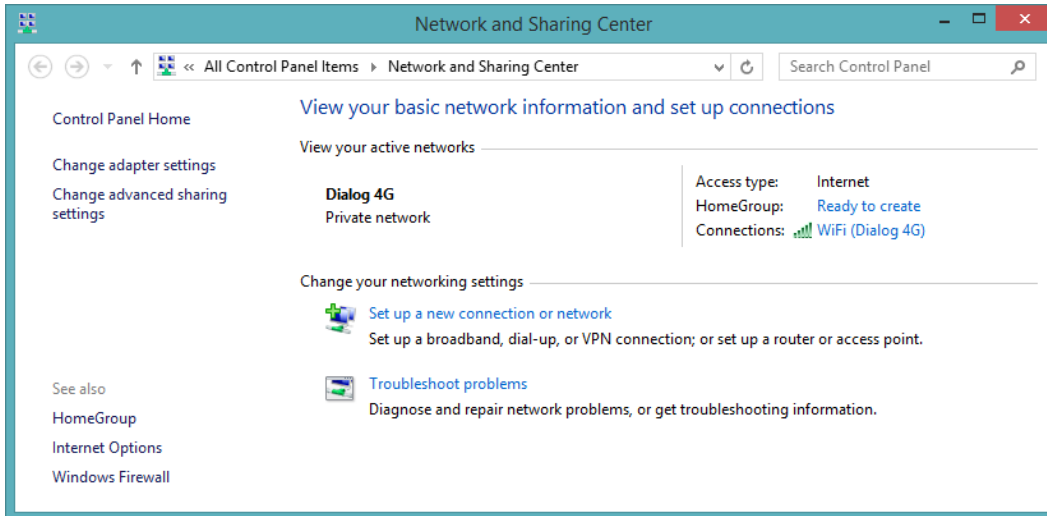 Network and Sharing Center
« All Control Panel Items Network and Sharing Center
Search Control Panel
Control Panel Home
Change adapter settings
Change advanced sharing
settings
See also
HomeGroup
Internet Options
Windows Firewall
View your basic network information and set up connections
View your active networks
Dialog 4G
Private network
Access type: Internet
HomeGroup: Ready to create
Connections: WiFi (Dialog 4G)
Change your networking settings
Set up a new connection or network
Set up a broadband, dial-up, or VPN connection; or set up a router or access point.
Troubleshoot problems
Diagnose and repair network problems, or get troubleshooting information.